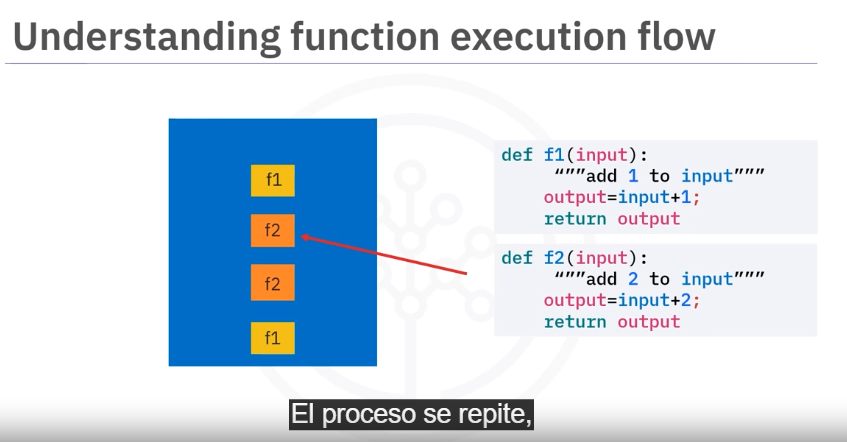 Understanding function execution flow
f1
f2
f2
f1
def f1(input):
“””add 1 to input”””
output=input+1;
return output
def f2(input):
“””add 2 to input”””
output=input+2;
return output
El proceso se repite,